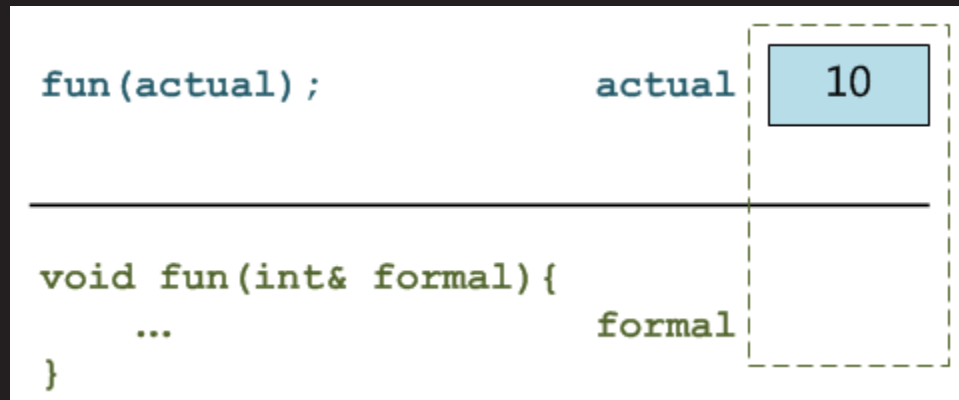 fun(actual); actual 10
void fun(int& formal){
... formal
}